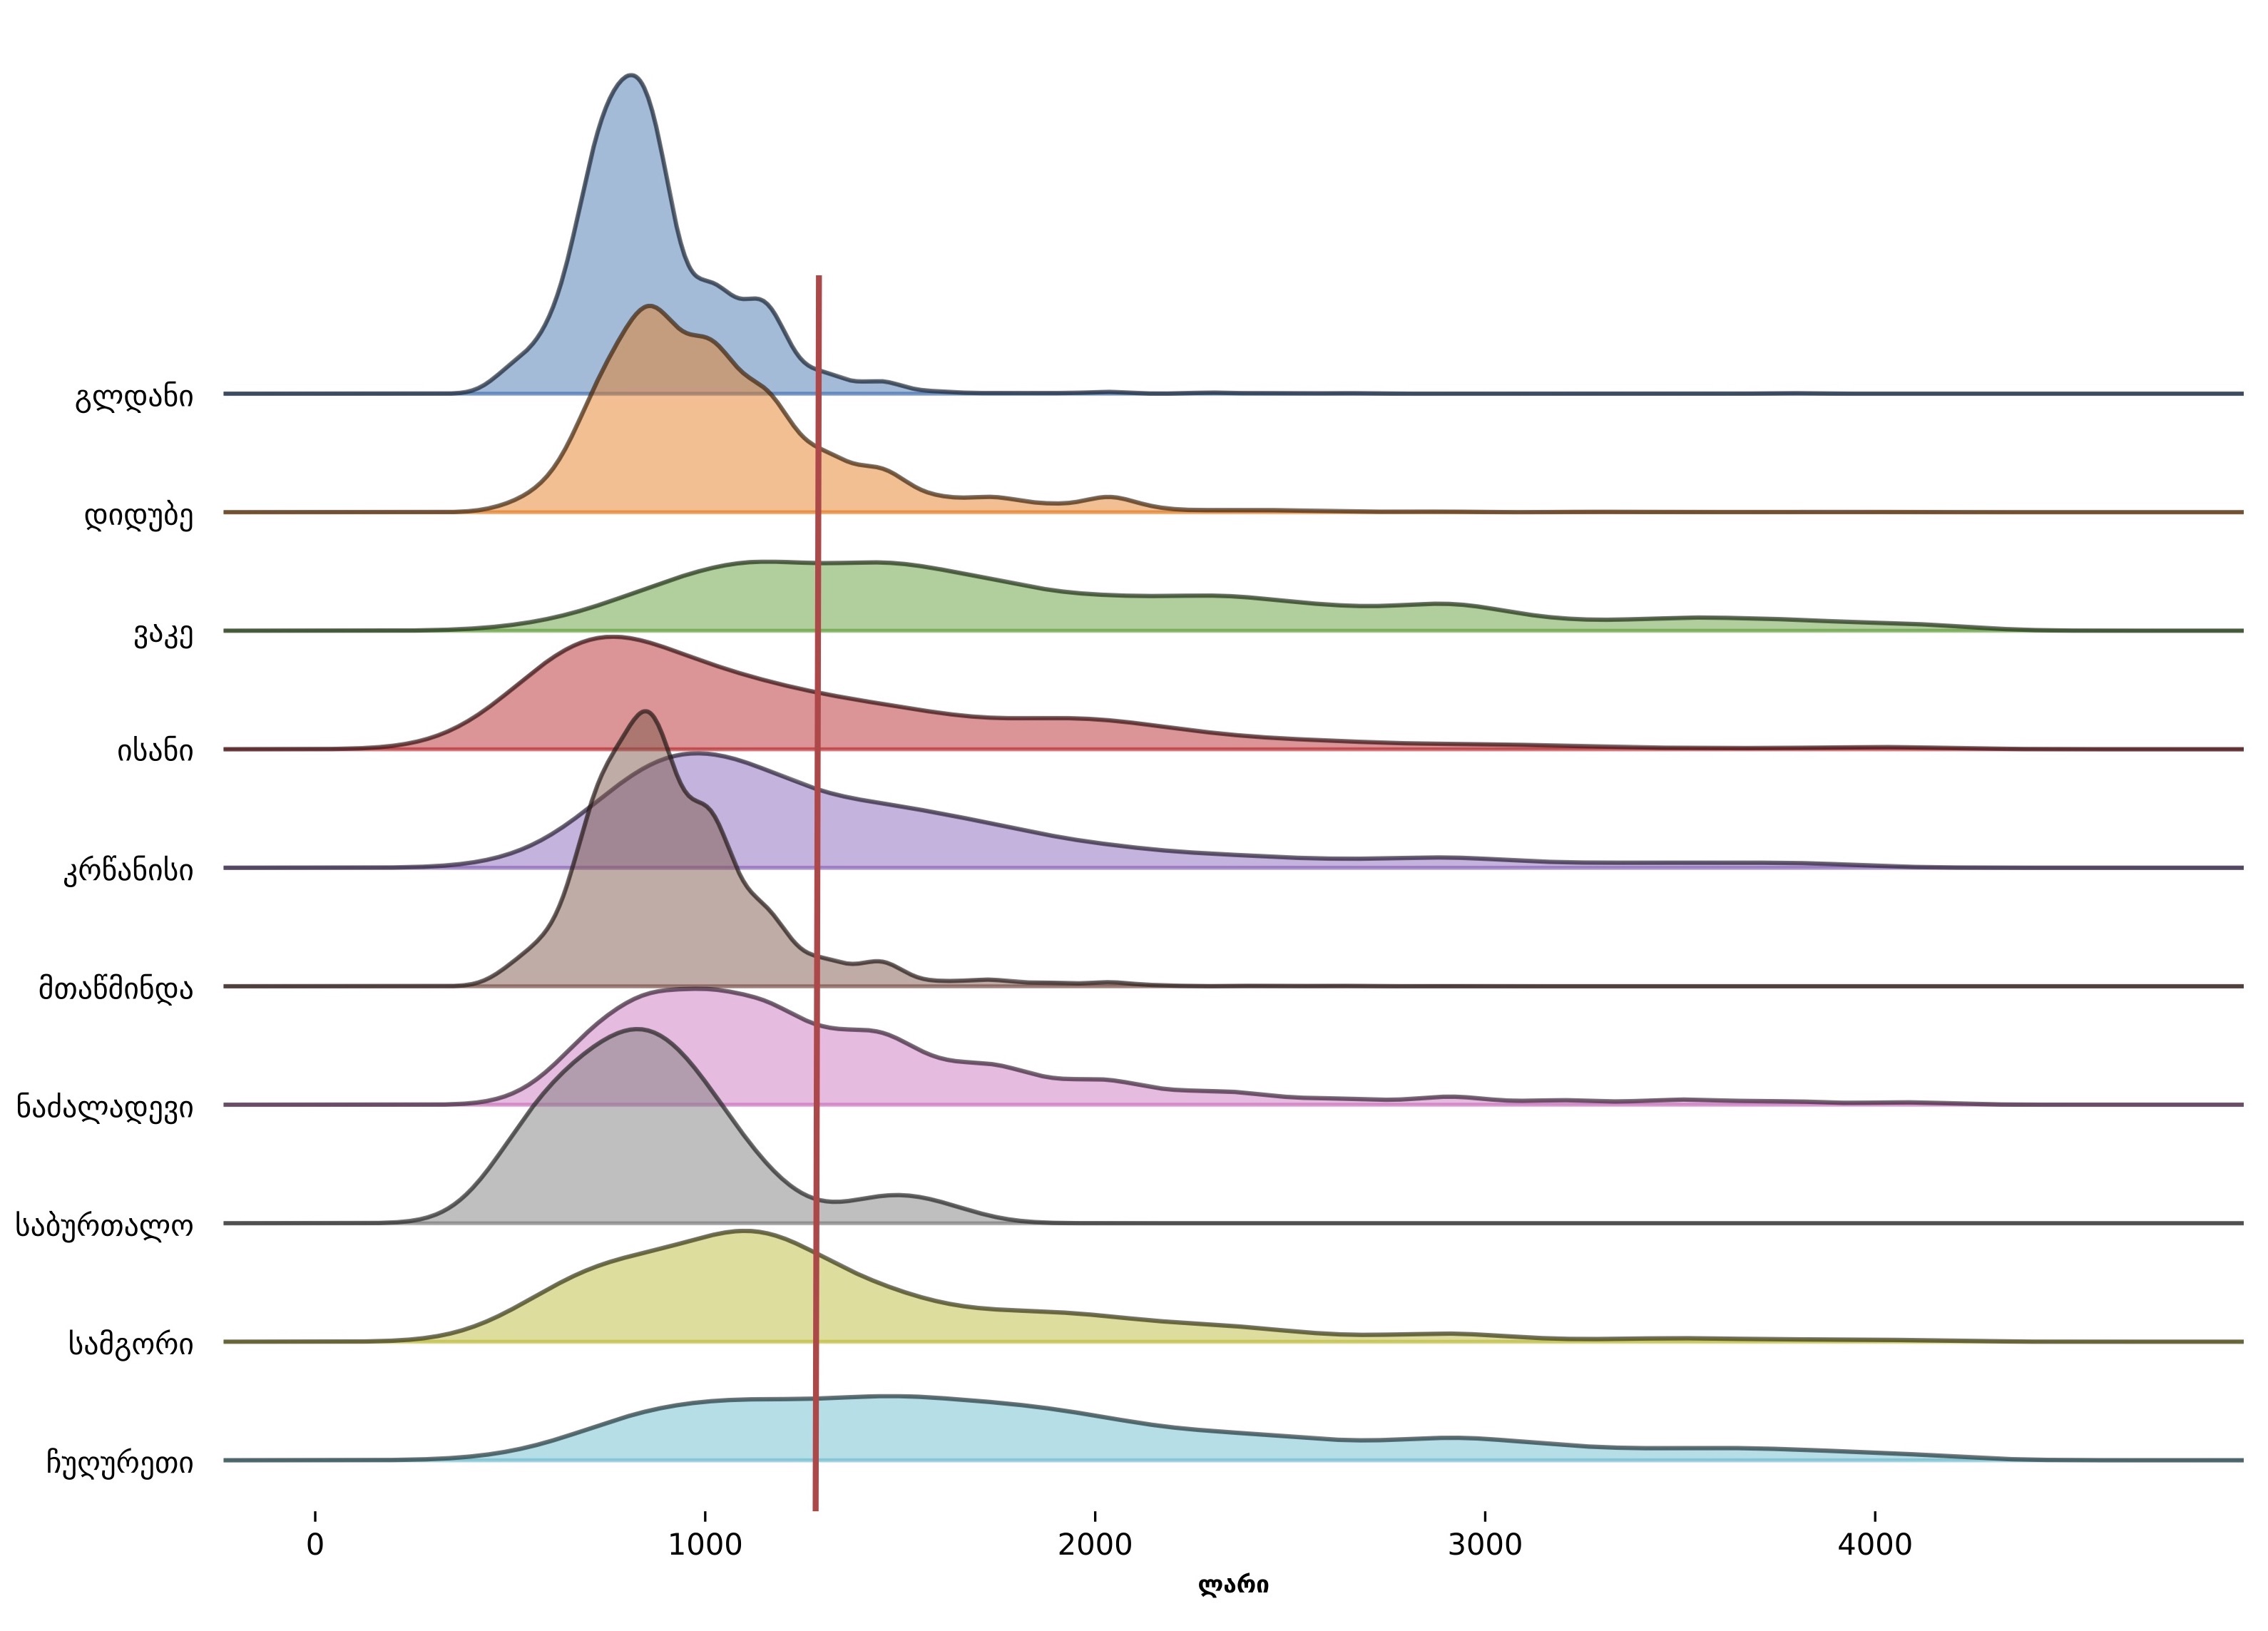 გლდანი
დიდუბე
ვაკე
ისანი
კრწანისი
მთაწმინდა
ნაძალადევი
საბურთალო
სამგორი
ჩუღურეთი
0 1000 2000 3000 4000
ლარი